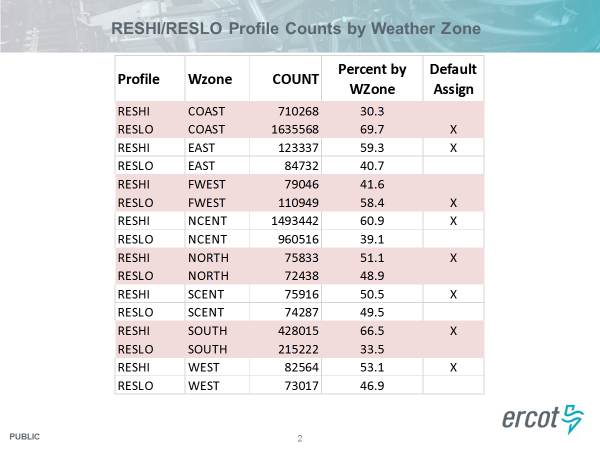 RESHI/RESLO Profile Counts by Weather Zone
Profile Wzone COUNT Percent by WZone Default Assign
RESHI COAST 710268 30.3
RESLO COAST 1635568 69.7 X
RESHI EAST 123337 59.3 X
RESLO EAST 84732 40.7
RESHI FWEST 79046 41.6
RESLO FWEST 110949 58.4 X
RESHI NCENT 1493442 60.9 X
RESLO NCENT 960516 39.1
RESHI NORTH 75833 51.1 X
RESLO NORTH 72438 48.9
RESHI SCENT 75916 50.5 X
RESLO SCENT 74287 49.5
RESHI SOUTH 428015 66.5 X
RESLO SOUTH 215222 33.5
RESHI WEST 82564 53.1 X
RESLO WEST 73017 46.9
ercot
PUBLIC
2